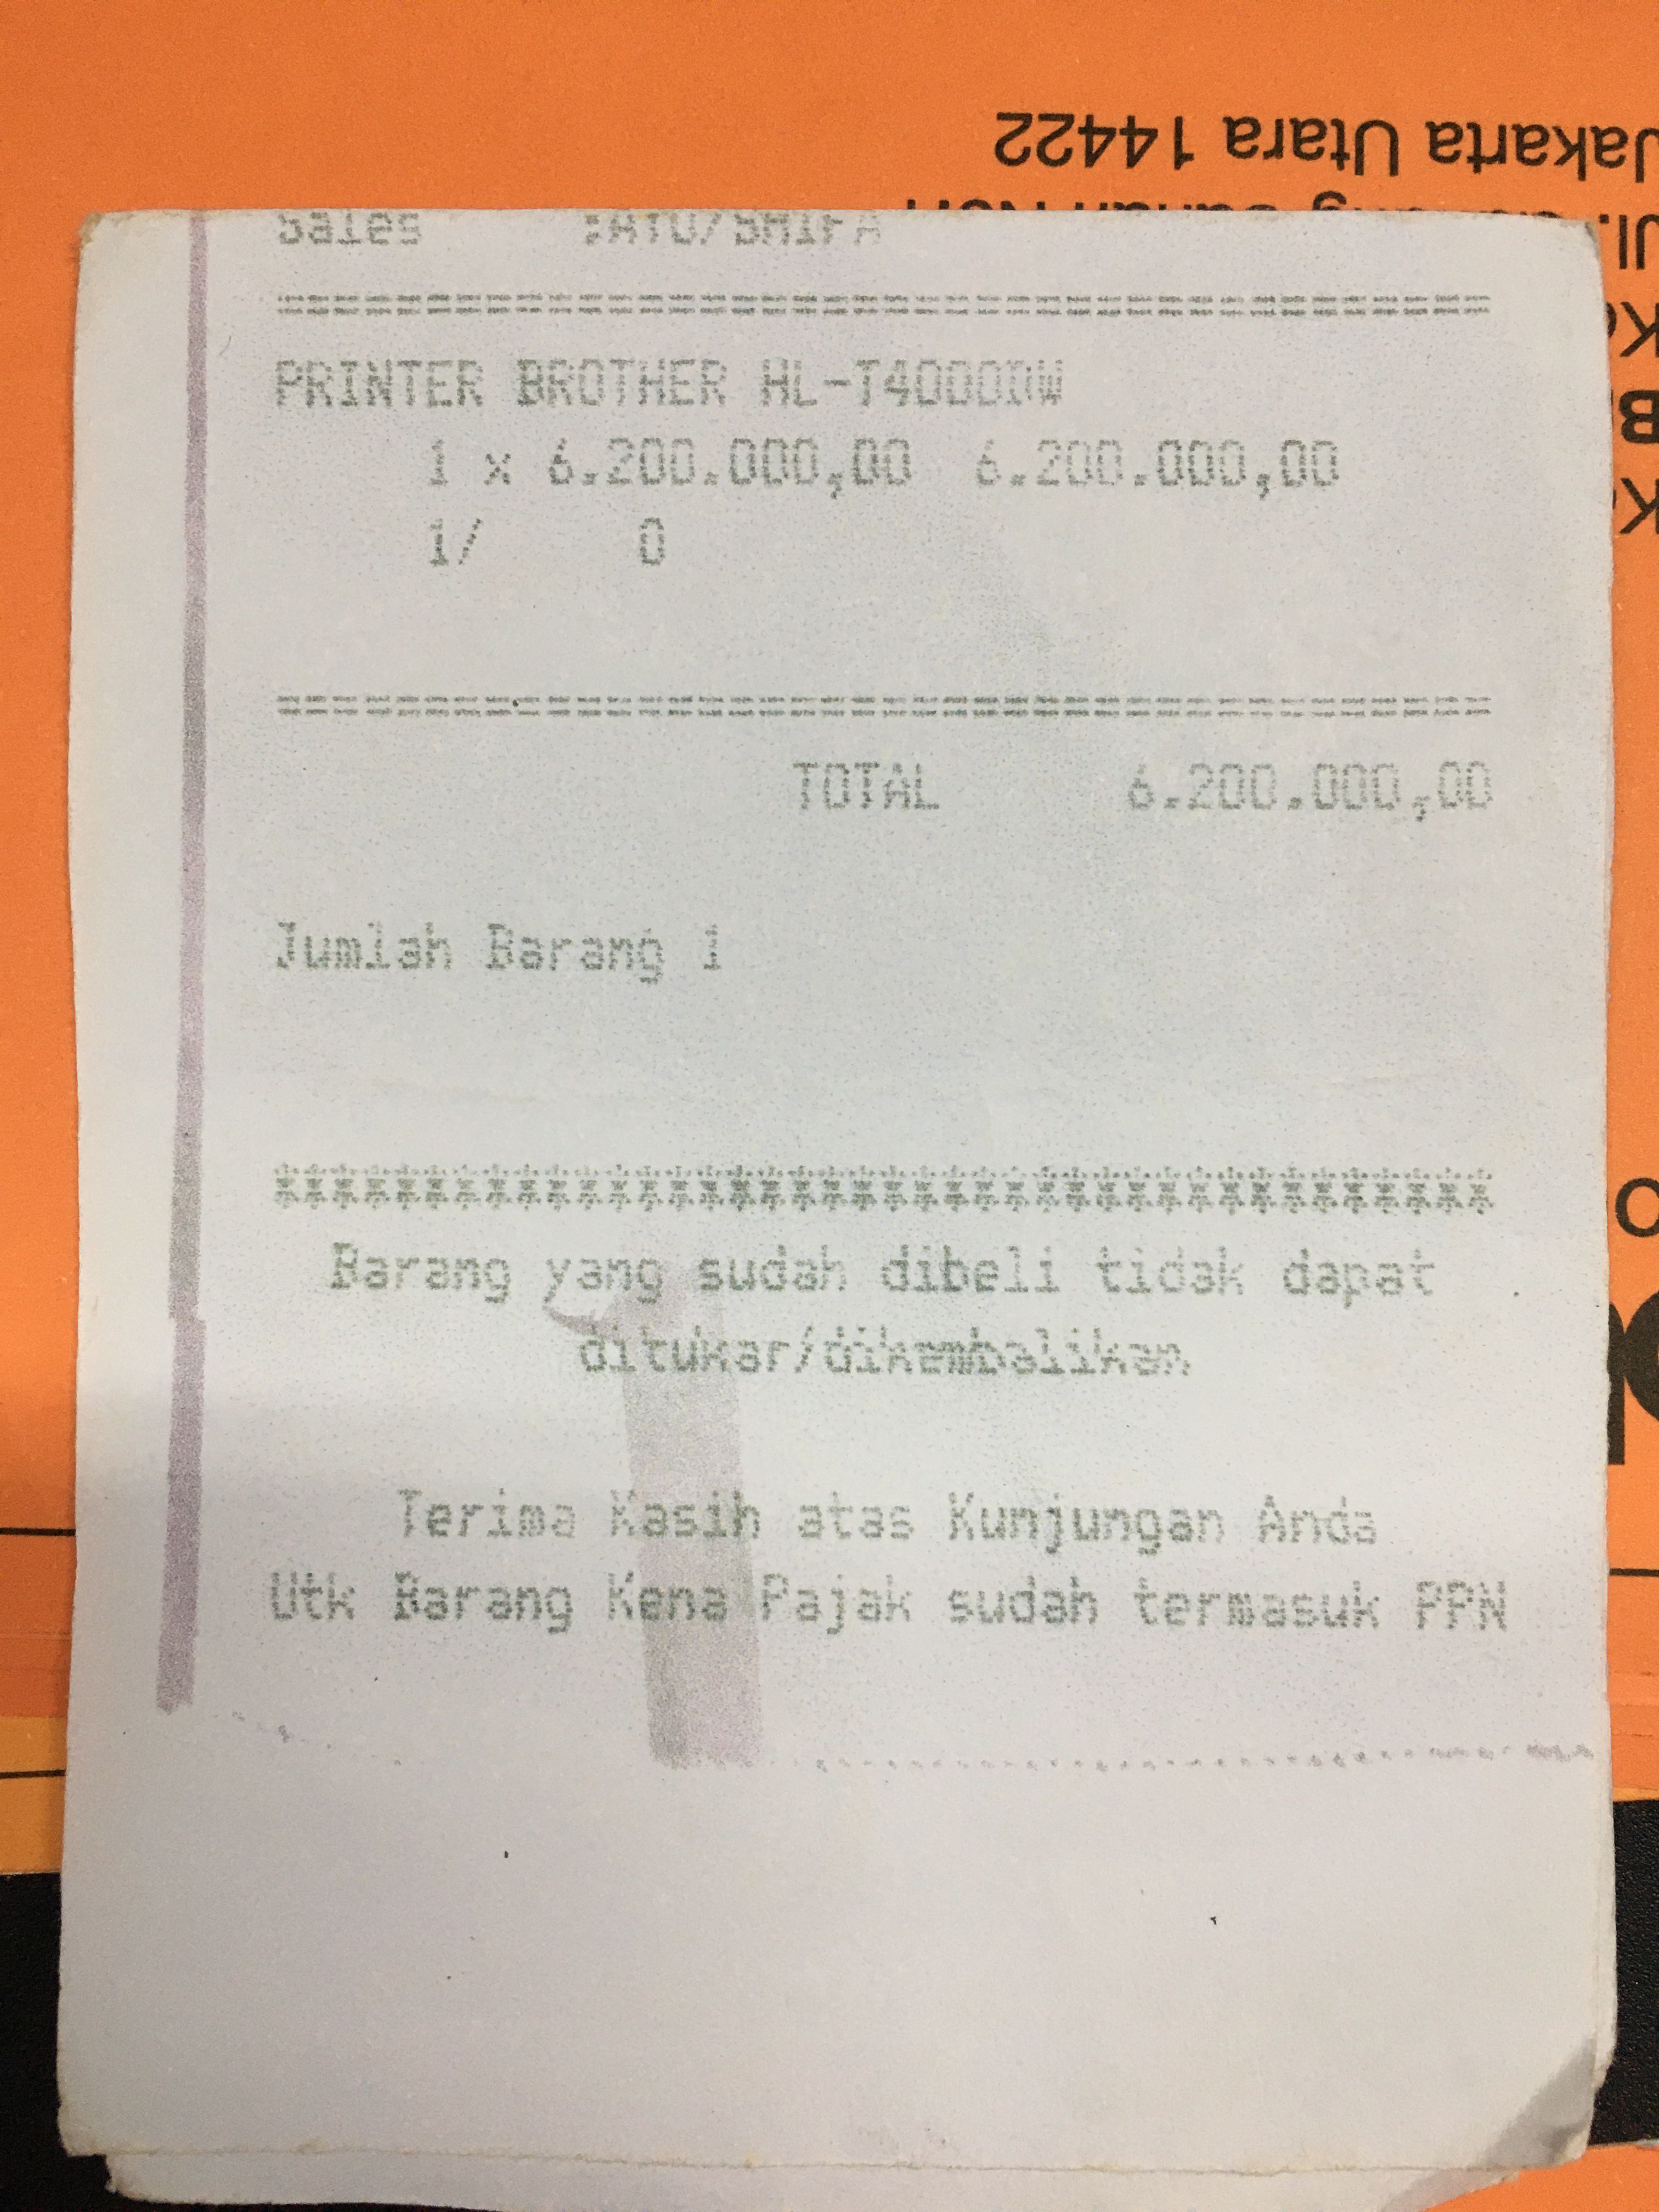 Sales :ATU/SHIFA
================================
PRINTER BROTHER HL-T4000DW
1 x 6.200.000,00 6.200.000,00
1/ 0
================================
TOTAL 6.200.000,00
Jumlah Barang 1
****************************************
Barang yang sudah dibeli tidak dapat
ditukar/dikembalikan
Terima Kasih atas Kunjungan Anda
Utk Barang Kena Pajak sudah termasuk PPN
Jakarta Utara 14422